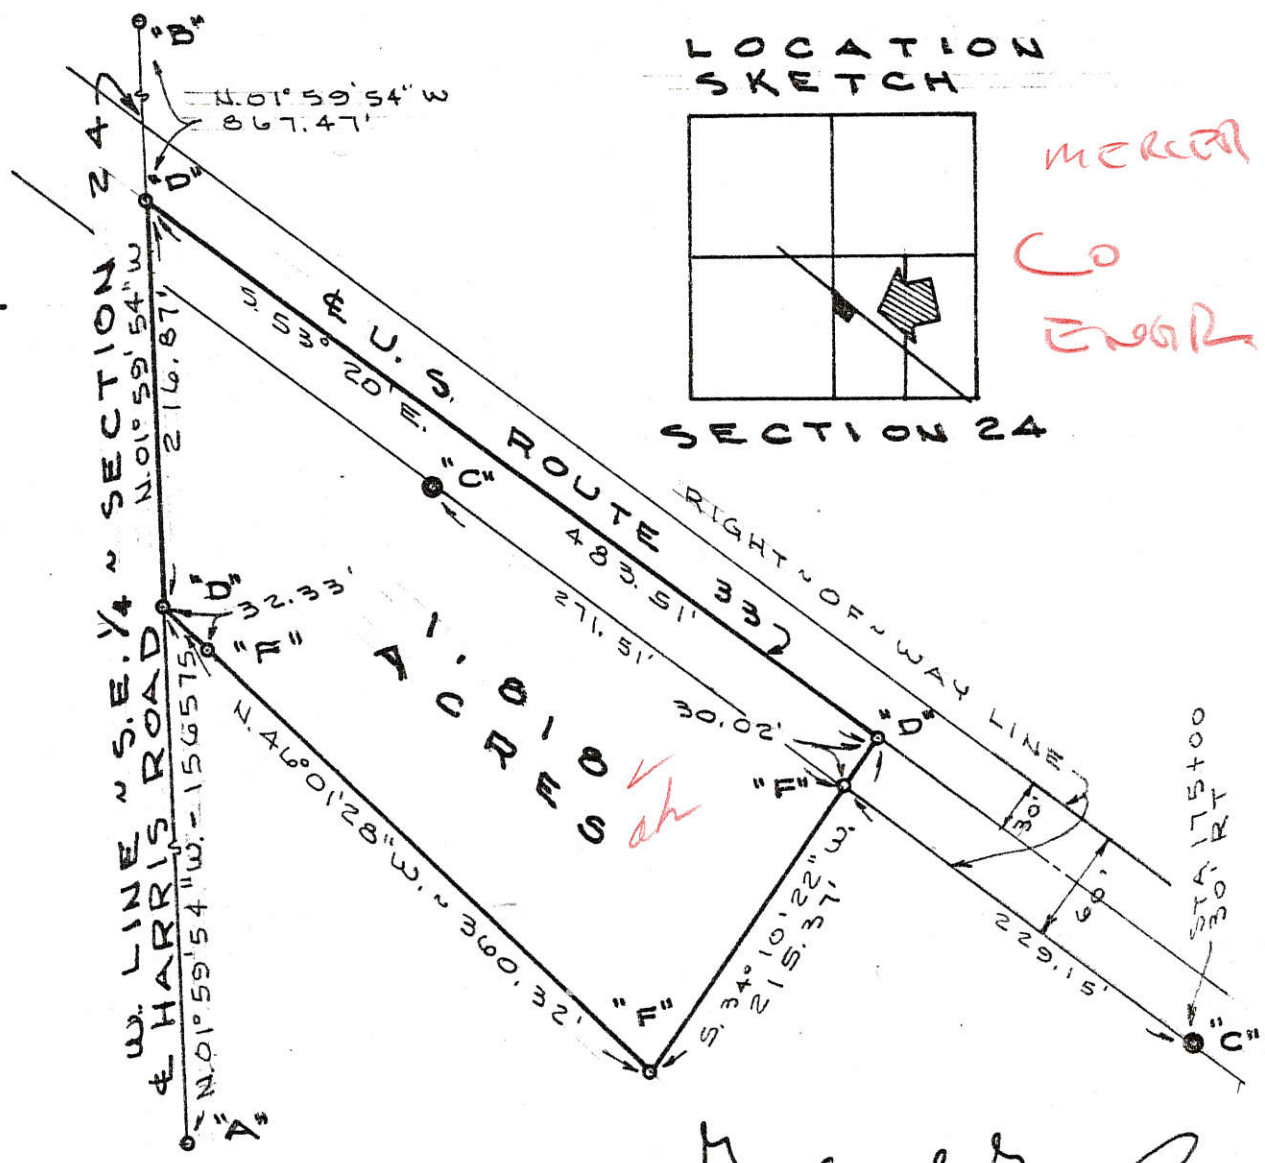 "B"
N.01°59'54"W
867.47'
"D"
LOCATION
SKETCH
MERCER
CO
ENGR
SECTION 24
W. LINE ~ S.E. 1/4 ~ SECTION 24
℄ HARRIS ROAD
N.01°59'54"W
216.87'
S. 53° 20' E.
483.51'
℄ U.S. ROUTE 33
"C"
271.51'
RIGHT~OF~WAY LINE
"D"
32.33'
"F"
1.818
ACRES
30.02'
"D"
"F"
30'
60'
STA 175+00
30' RT
229.15'
"C"
N.46°01'28"W. ~ 360.32'
S. 34° 10' 22" W.
215.37'
"F"
N.01°59'54"W. - 1565.75
"A"